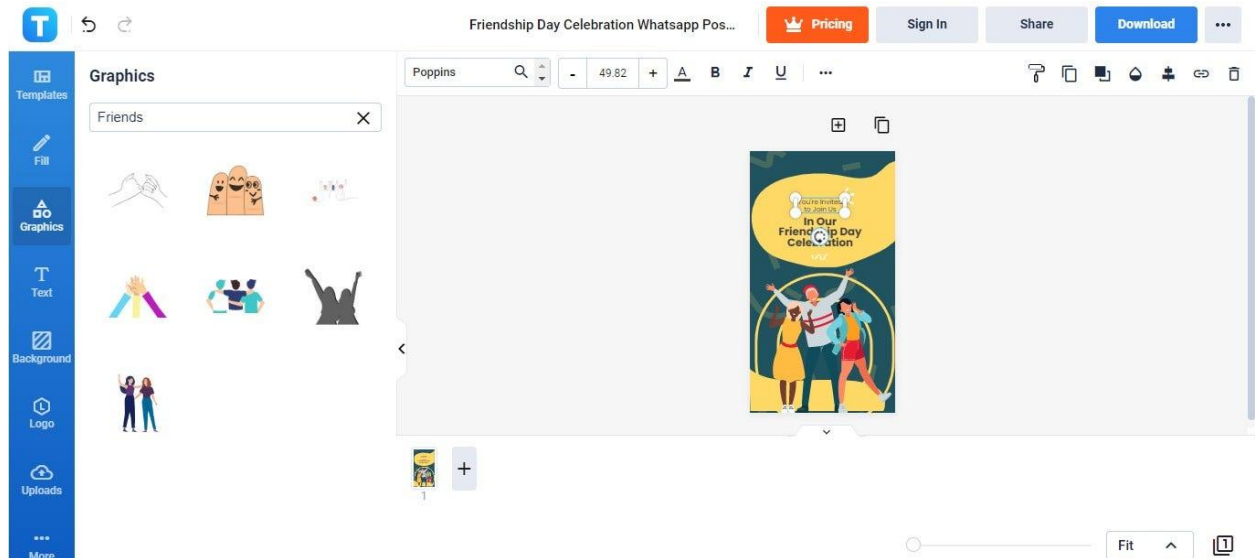 T
Friendship Day Celebration Whatsapp Pos...
Pricing
Sign In
Share
Download
Templates
Fill
Graphics
Text
Background
Logo
Uploads
More
Graphics
Friends
Poppins
- 49.82 + A B I U
You're Invited
to Join Us
In Our
Friendship Day
Celebration
1
Fit
1